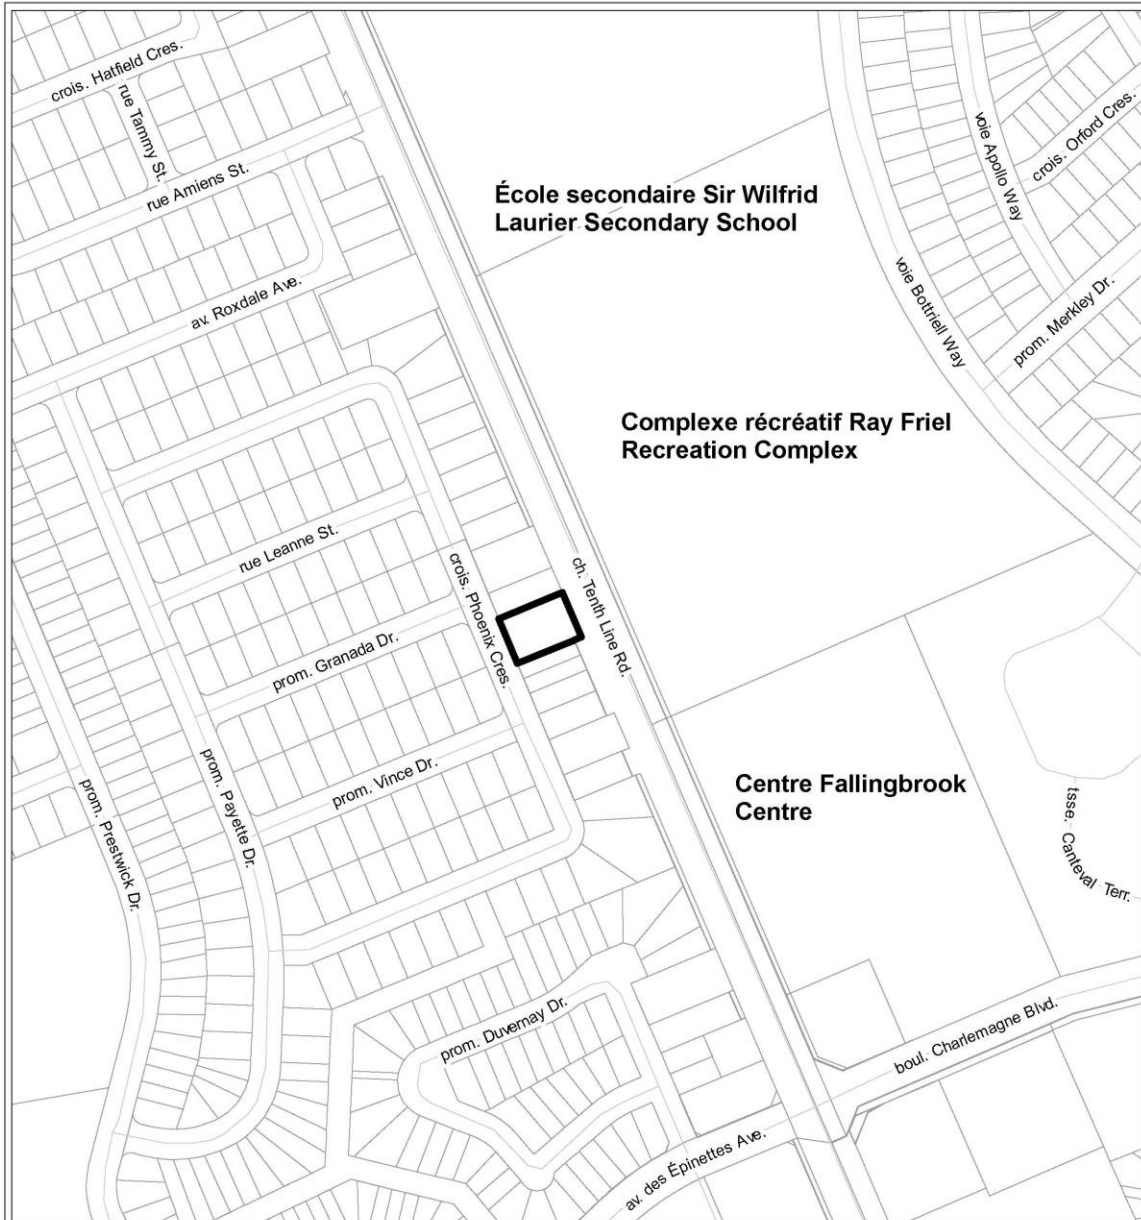 crois. Hatfield Cres.
rue Tammy St.
rue Amiens St.
av. Roxdale Ave.
École secondaire Sir Wilfrid
Laurier Secondary School
voie Apollo Way
crois. Orford Cres.
voie Bottriell Way
prom. Merkley Dr.
Complexe récréatif Ray Friel
Recreation Complex
rue Leanne St.
crois. Phoenix Cres.
ch. Tenth Line Rd.
prom. Granada Dr.
prom. Vince Dr.
prom. Payette Dr.
prom. Prestwick Dr.
Centre Fallingbrook
Centre
tsse. Canteval Terr.
prom. Duvernay Dr.
boul. Charlemagne Blvd.
av. des Épinettes Ave.